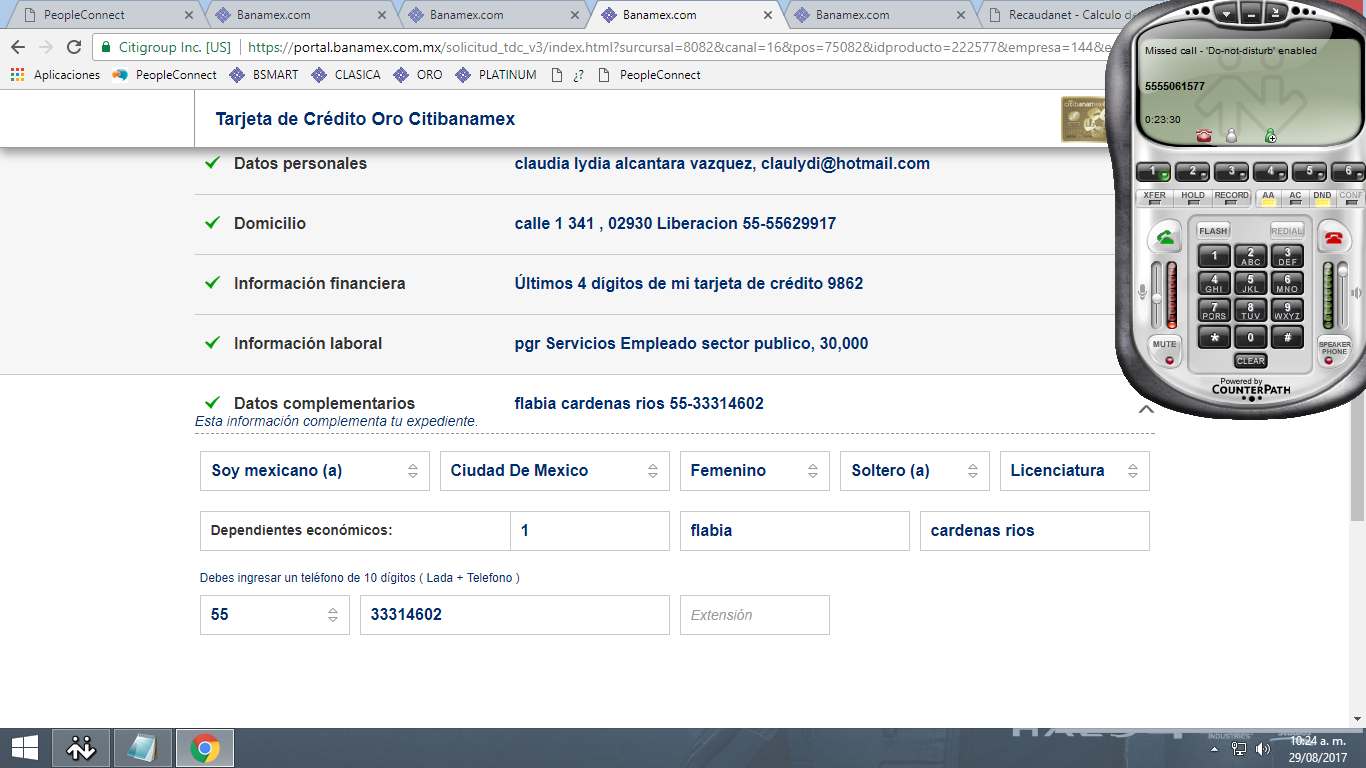 PeopleConnect
Banamex.com
Banamex.com
Banamex.com
Banamex.com
Recaudanet - Calculo d
Citigroup Inc. [US]
https://portal.banamex.com.mx/solicitud_tdc_v3/index.html?surcursal=8082&canal=16&pos=75082&idproducto=222577&empresa=144&e
Aplicaciones
PeopleConnect
BSMART
CLASICA
ORO
PLATINUM
¿?
PeopleConnect
Tarjeta de Crédito Oro Citibanamex
Datos personales
claudia lydia alcantara vazquez, claulydi@hotmail.com
Domicilio
calle 1 341 , 02930 Liberacion 55-55629917
Información financiera
Últimos 4 dígitos de mi tarjeta de crédito 9862
Información laboral
pgr Servicios Empleado sector publico, 30,000
Datos complementarios
flabia cardenas rios 55-33314602
Esta información complementa tu expediente.
Soy mexicano (a)
Ciudad De Mexico
Femenino
Soltero (a)
Licenciatura
Dependientes económicos:
1
flabia
cardenas rios
Debes ingresar un teléfono de 10 dígitos ( Lada + Telefono )
55
33314602
Extensión
Missed call - 'Do-not-disturb' enabled
5555061577
0:23:30
1 2 3 4 5 6
XFER HOLD RECORD AA AC DND CONF
FLASH
REDIAL
1
2 ABC
3 DEF
4 GHI
5 JKL
6 MNO
7 PQRS
8 TUV
9 WXYZ
* 0 #
MUTE
SPEAKER PHONE
CLEAR
Powered by
COUNTERPATH
INDUSTRIES
10:24 a. m.
29/08/2017